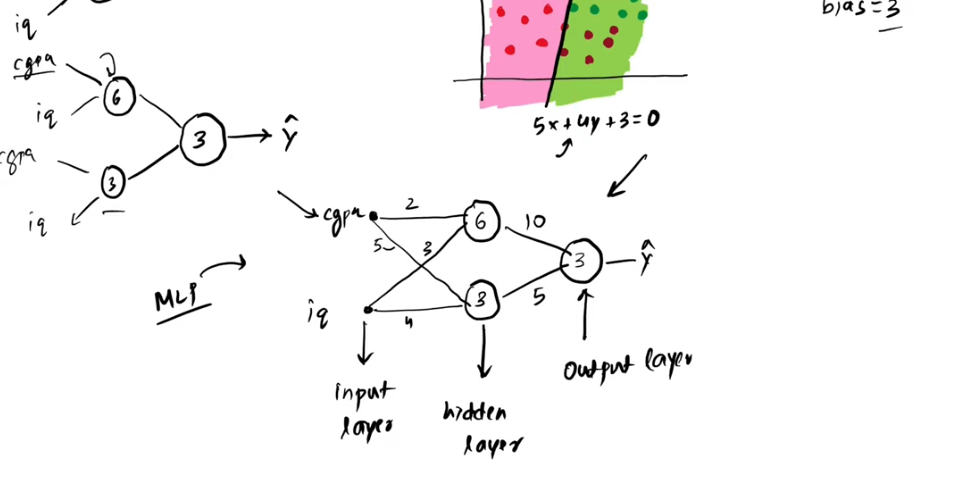 iq
bias = 3
cgpa
6
iq
3
Ŷ
cgpa
3
iq
5x+4y+3=0
cgpa
2
6
10
5
3
3
Ŷ
MLP
iq
4
3
5
input
layer
hidden
layer
Output layer